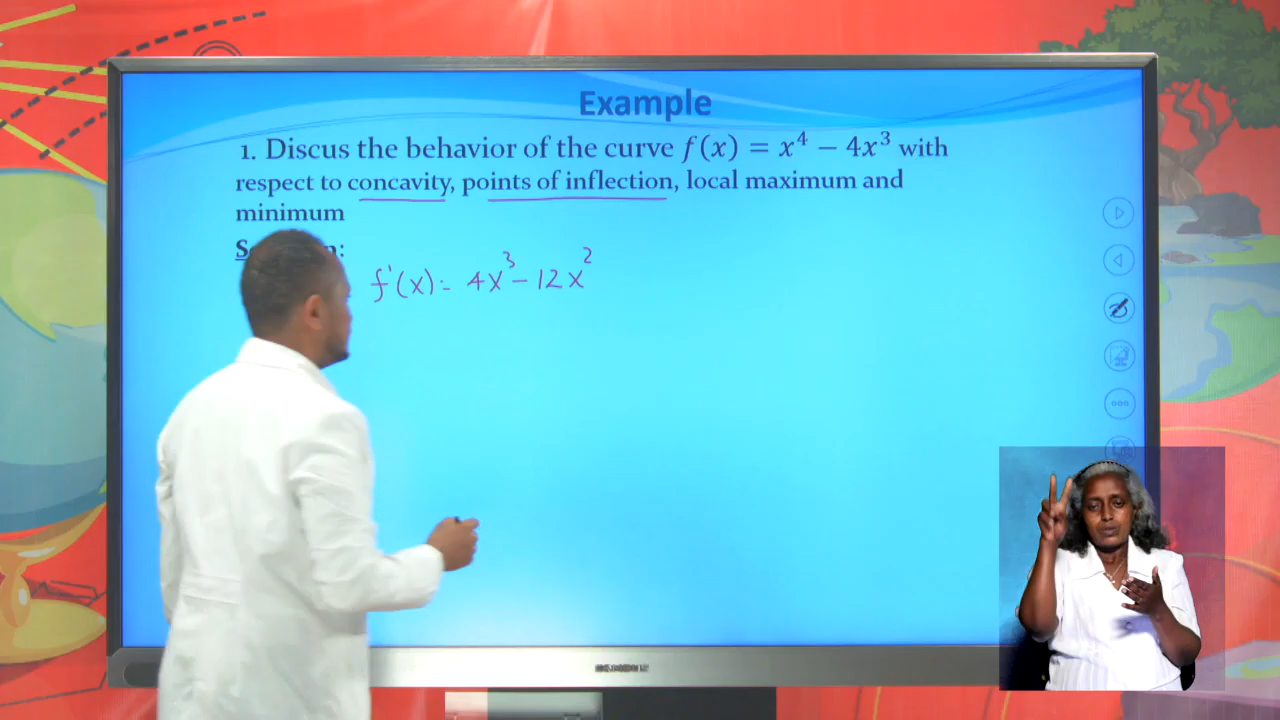 Example
1. Discus the behavior of the curve f(x) = x⁴ − 4x³ with
respect to concavity, points of inflection, local maximum and
minimum
f'(x) = 4x³ − 12x²